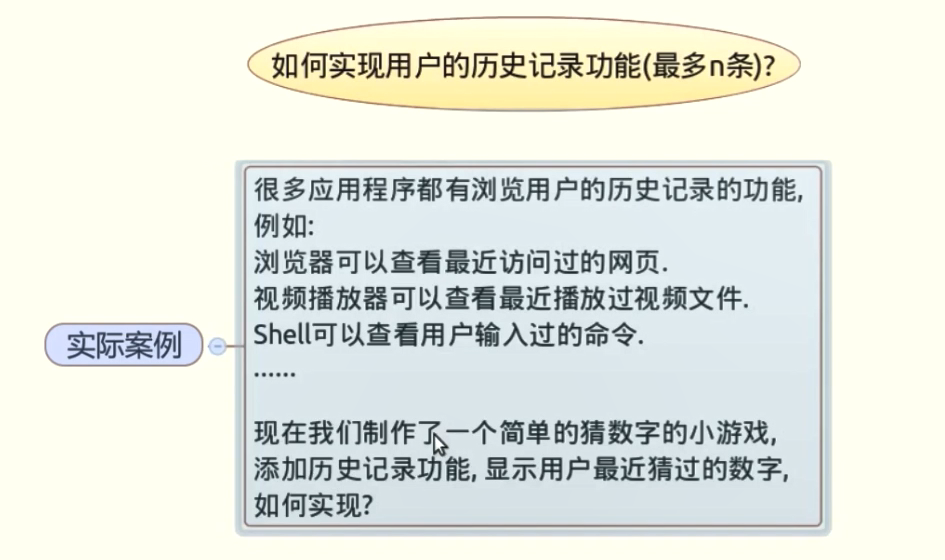 如何实现用户的历史记录功能(最多n条)?
很多应用程序都有浏览用户的历史记录的功能,
例如:
浏览器可以查看最近访问过的网页.
视频播放器可以查看最近播放过视频文件.
Shell可以查看用户输入过的命令.
......
现在我们制作了一个简单的猜数字的小游戏,
添加历史记录功能, 显示用户最近猜过的数字,
如何实现?
实际案例